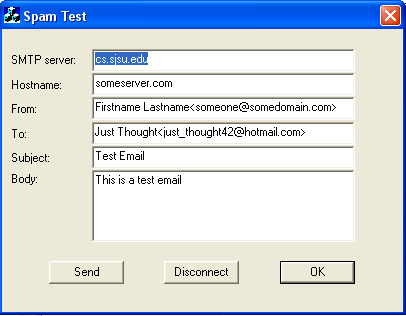 Spam Test
SMTP server: cs.sjsu.edu
Hostname: someserver.com
From: Firstname Lastname<someone@somedomain.com>
To: Just Thought<just_thought42@hotmail.com>
Subject: Test Email
Body: This is a test email
Send Disconnect OK